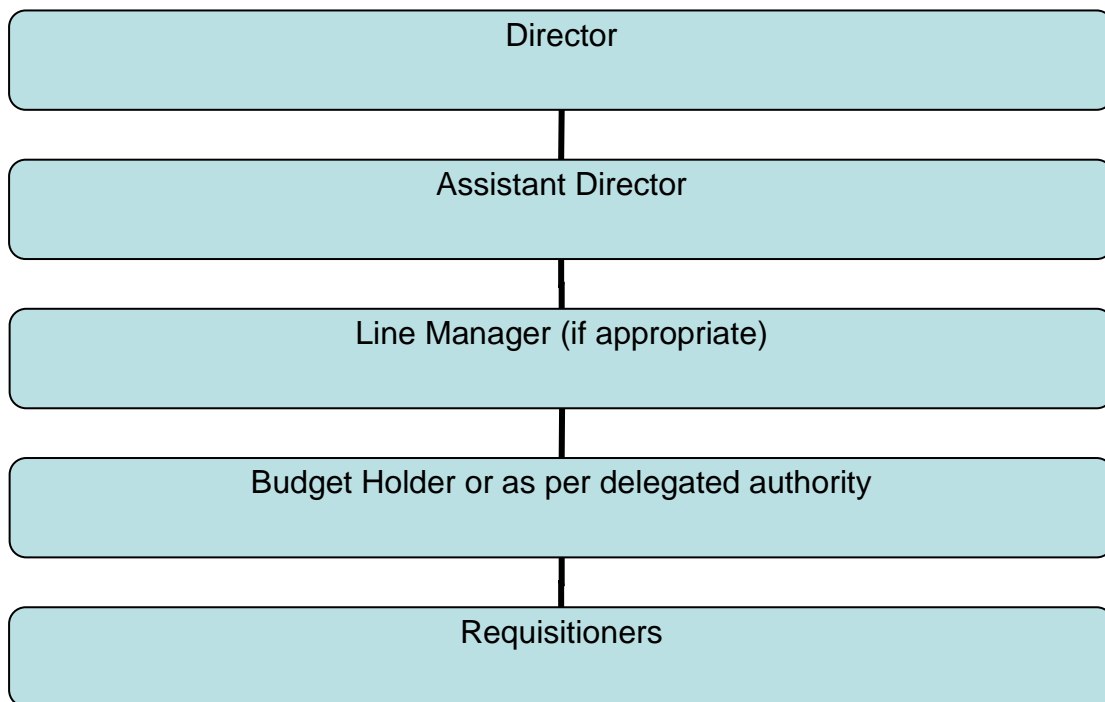 Director
Assistant Director
Line Manager (if appropriate)
Budget Holder or as per delegated authority
Requisitioners